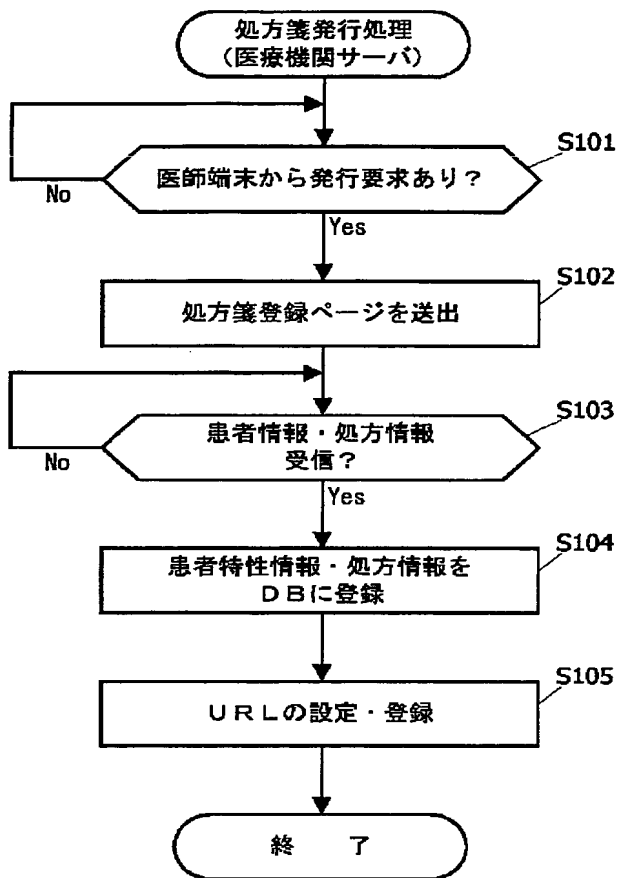 処方箋発行処理
(医療機関サーバ)
S101
医師端末から発行要求あり?
No
Yes
S102
処方箋登録ページを送出
S103
患者情報・処方情報
受信?
No
Yes
S104
患者特性情報・処方情報を
DBに登録
S105
URLの設定・登録
終 了